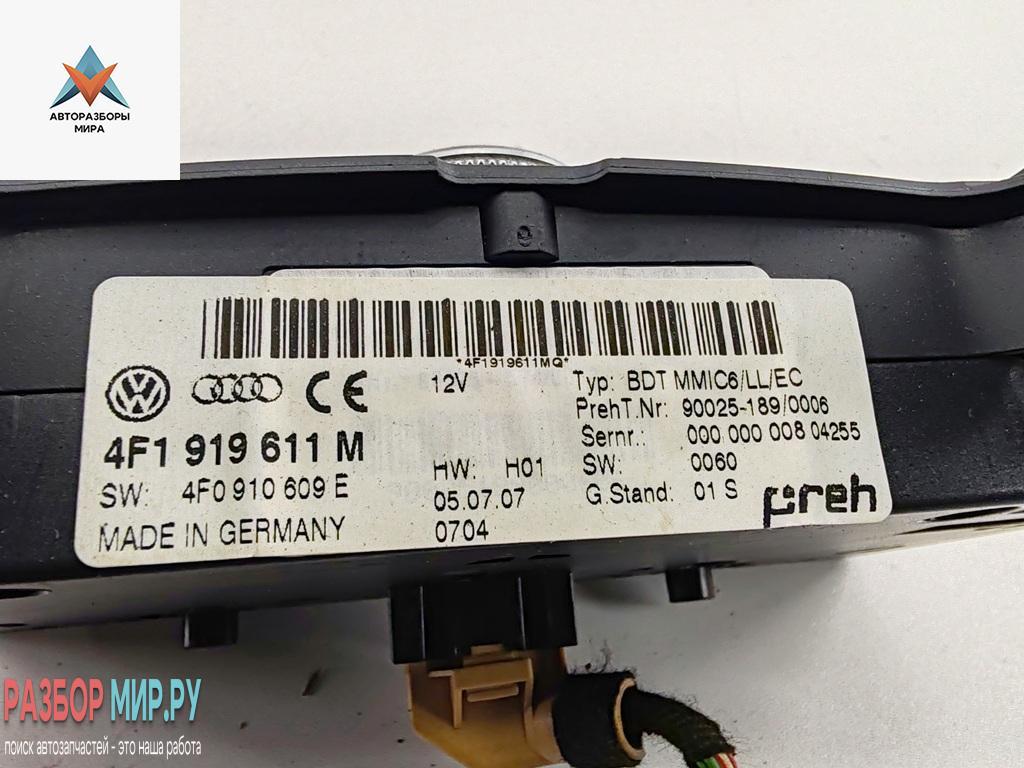 АВТОРАЗБОРЫ
МИРА
9
*4F1919611MQ*
12V
4F1 919 611 M
SW: 4F0 910 609 E
MADE IN GERMANY
HW: H01
05.07.07
0704
Typ: BDT MMIC6/LL/EC
PrehT.Nr: 90025-189/0006
Sernr.: 000 000 008 04255
SW: 0060
G.Stand: 01 S
preh
РАЗБОР МИР.РУ
поиск автозапчастей - это наша работа